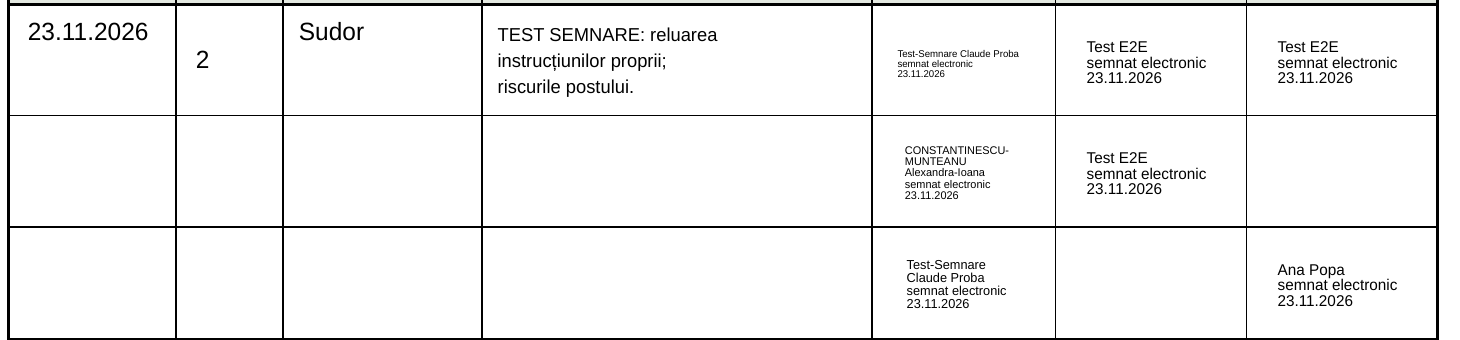 23.11.2026
2
Sudor
TEST SEMNARE: reluarea
instrucțiunilor proprii;
riscurile postului.
Test-Semnare Claude Proba
semnat electronic
23.11.2026
Test E2E
semnat electronic
23.11.2026
Test E2E
semnat electronic
23.11.2026
CONSTANTINESCU-
MUNTEANU
Alexandra-Ioana
semnat electronic
23.11.2026
Test E2E
semnat electronic
23.11.2026
Test-Semnare
Claude Proba
semnat electronic
23.11.2026
Ana Popa
semnat electronic
23.11.2026